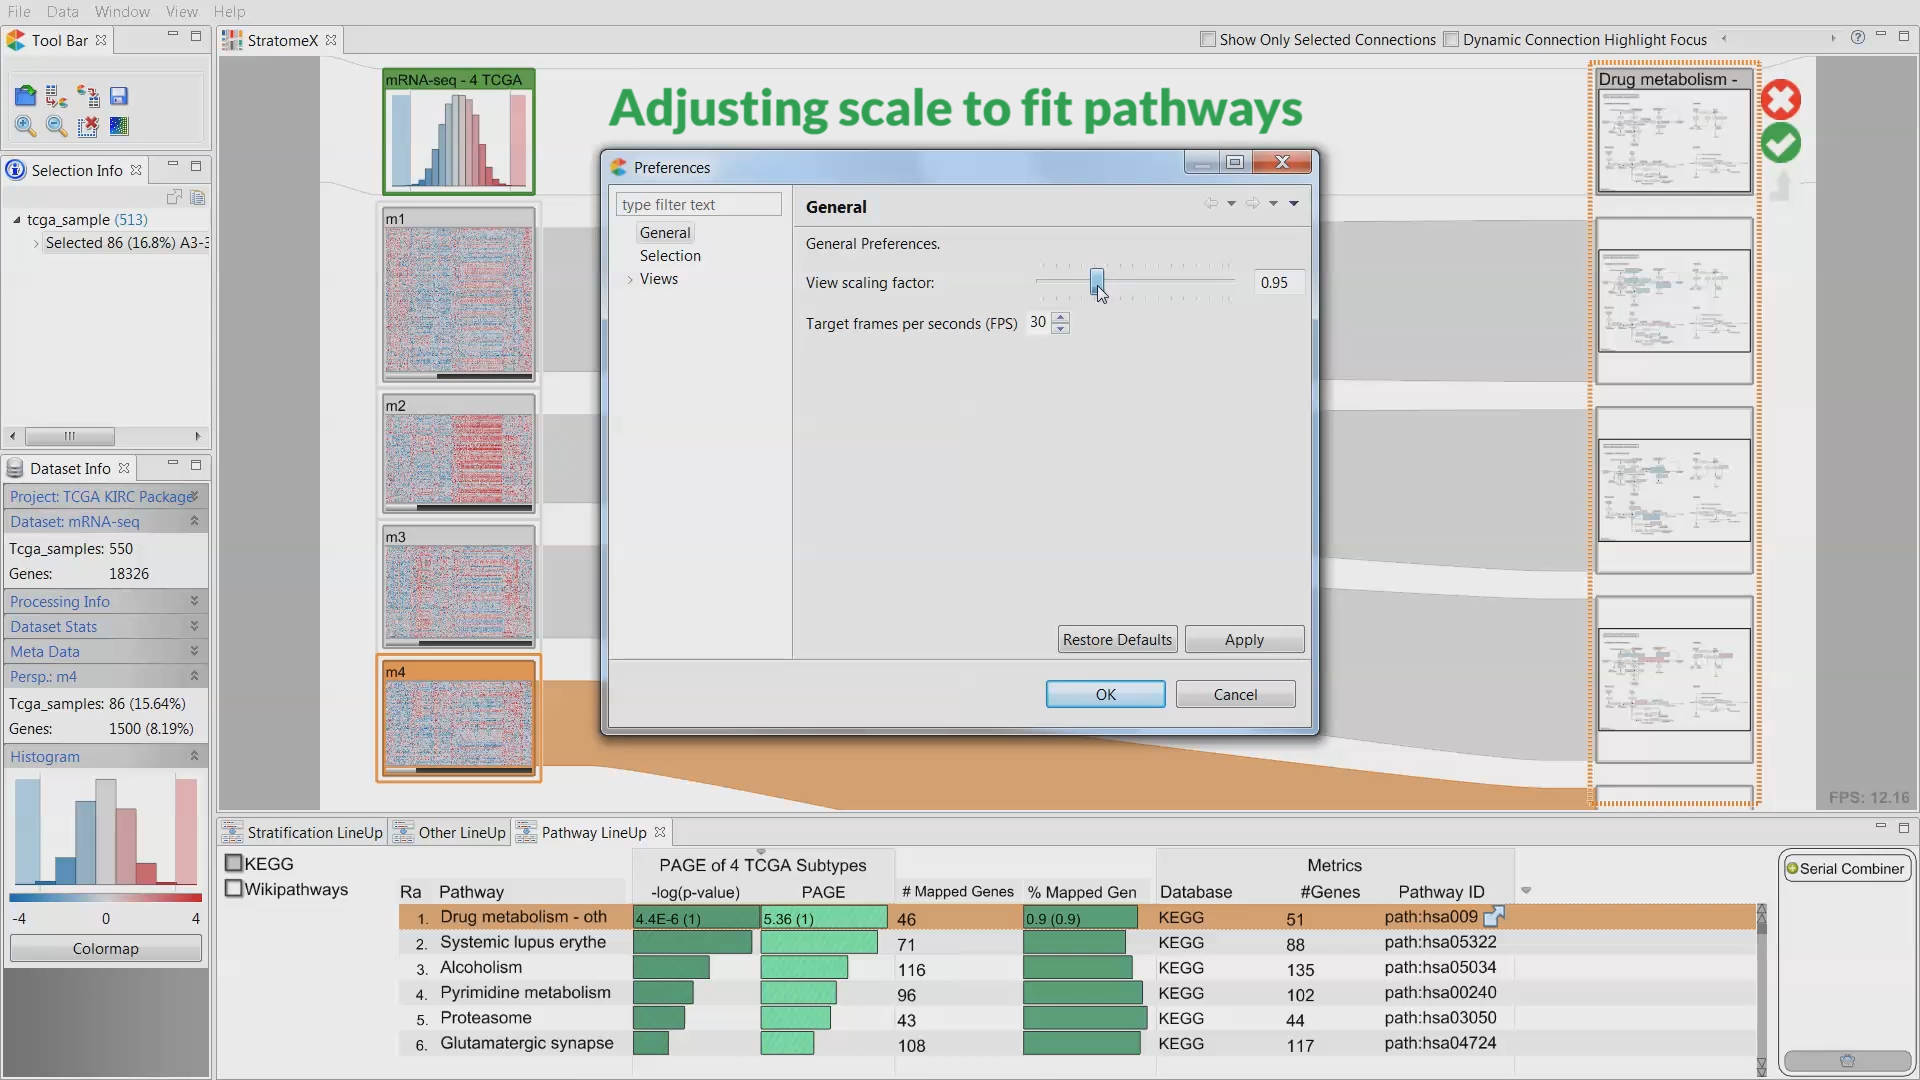 File Data Window View Help
Tool Bar
StratomeX
Show Only Selected Connections
Dynamic Connection Highlight Focus
Selection Info
tcga_sample (513)
Selected 86 (16.8%) A3-3
Dataset Info
Project: TCGA KIRC Package
Dataset: mRNA-seq
Tcga_samples: 550
Genes: 18326
Processing Info
Dataset Stats
Meta Data
Persp.: m4
Tcga_samples: 86 (15.64%)
Genes: 1500 (8.19%)
Histogram
-4 0 4
Colormap
mRNA-seq - 4 TCGA
m1
m2
m3
m4
Adjusting scale to fit pathways
Drug metabolism -
FPS: 12.16
Preferences
type filter text
General
Selection
Views
General
General Preferences.
View scaling factor: 0.95
Target frames per seconds (FPS) 30
Restore Defaults Apply
OK Cancel
Stratification LineUp Other LineUp Pathway LineUp
KEGG
Wikipathways
PAGE of 4 TCGA Subtypes Metrics
Ra Pathway -log(p-value) PAGE # Mapped Genes % Mapped Gen Database #Genes Pathway ID
1. Drug metabolism - oth 4.4E-6 (1) 5.36 (1) 46 0.9 (0.9) KEGG 51 path:hsa009
2. Systemic lupus erythe 71 KEGG 88 path:hsa05322
3. Alcoholism 116 KEGG 135 path:hsa05034
4. Pyrimidine metabolism 96 KEGG 102 path:hsa00240
5. Proteasome 43 KEGG 44 path:hsa03050
6. Glutamatergic synapse 108 KEGG 117 path:hsa04724
Serial Combiner